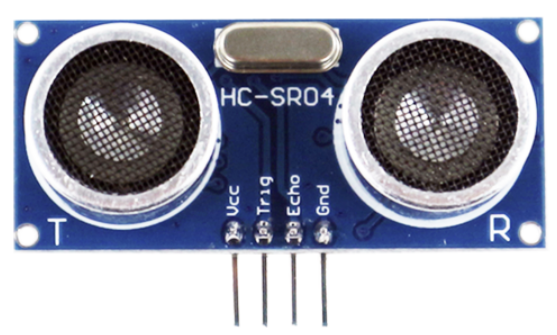 HC-SR04
Vcc
Trig
Echo
Gnd
T
R